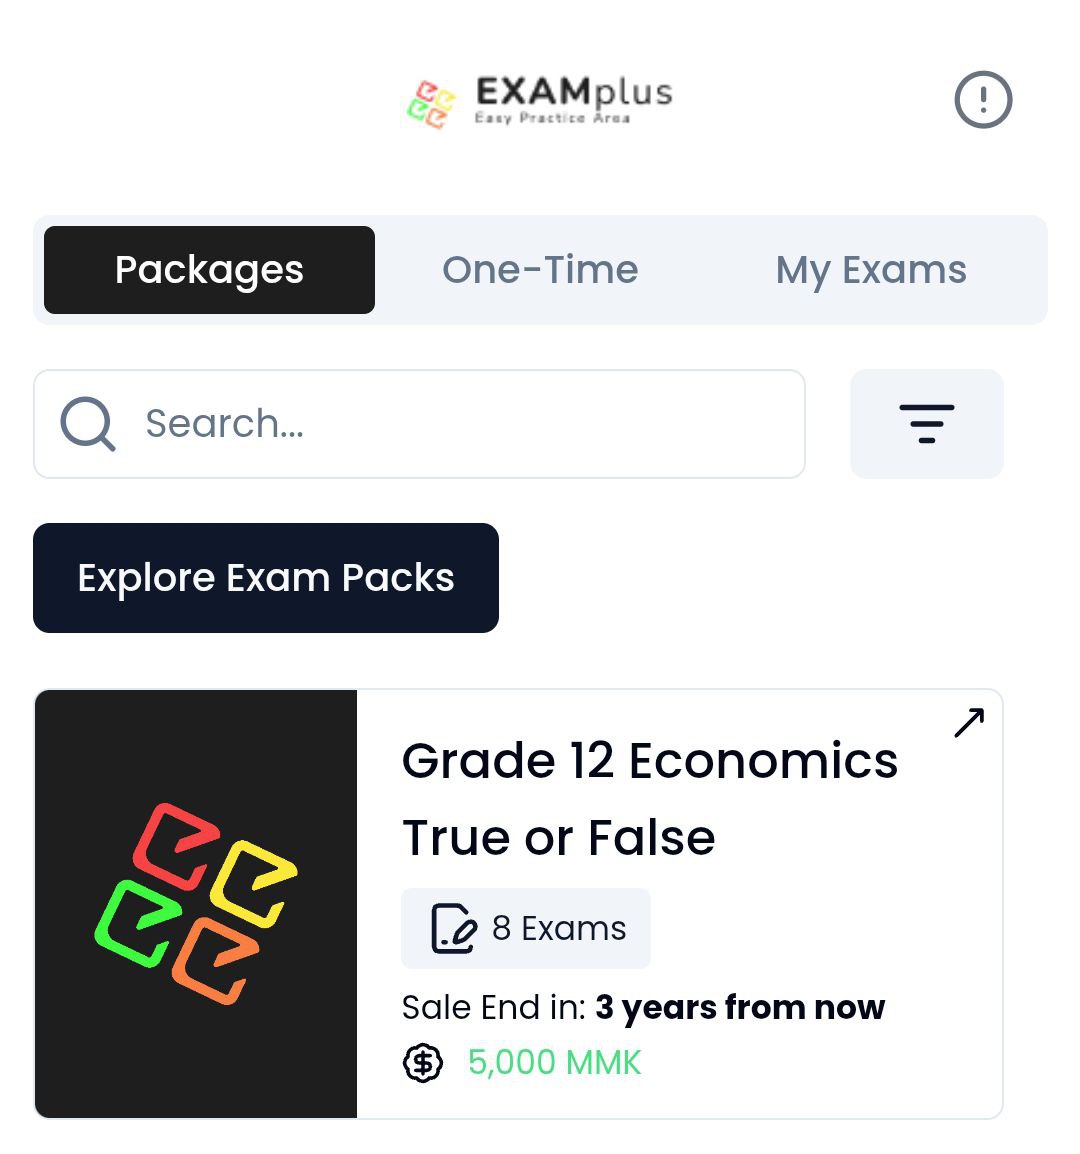 EXAMplus
Easy Practice Area
Packages One-Time My Exams
Search...
Explore Exam Packs
Grade 12 Economics
True or False
8 Exams
Sale End in: 3 years from now
5,000 MMK